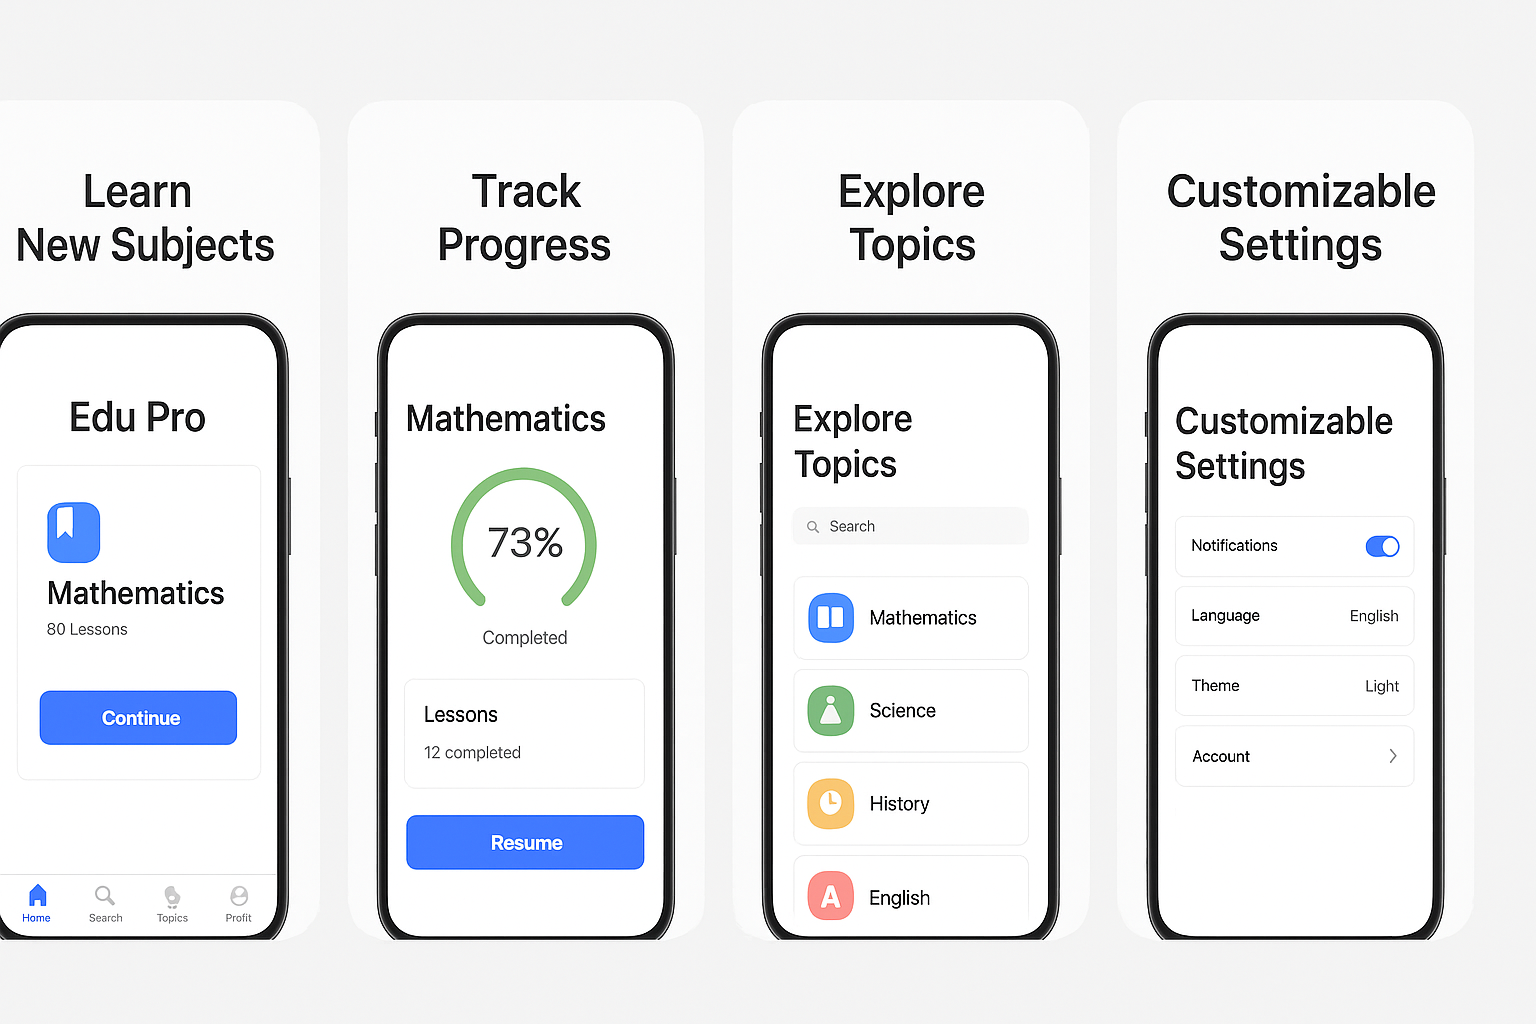 Learn
New Subjects
Edu Pro
Mathematics
80 Lessons
Continue
Home
Search
Topics
Profit
Track
Progress
Mathematics
73%
Completed
Lessons
12 completed
Resume
Explore
Topics
Explore
Topics
Search
Mathematics
Science
History
A
English
Customizable
Settings
Customizable
Settings
Notifications
Language English
Theme Light
Account